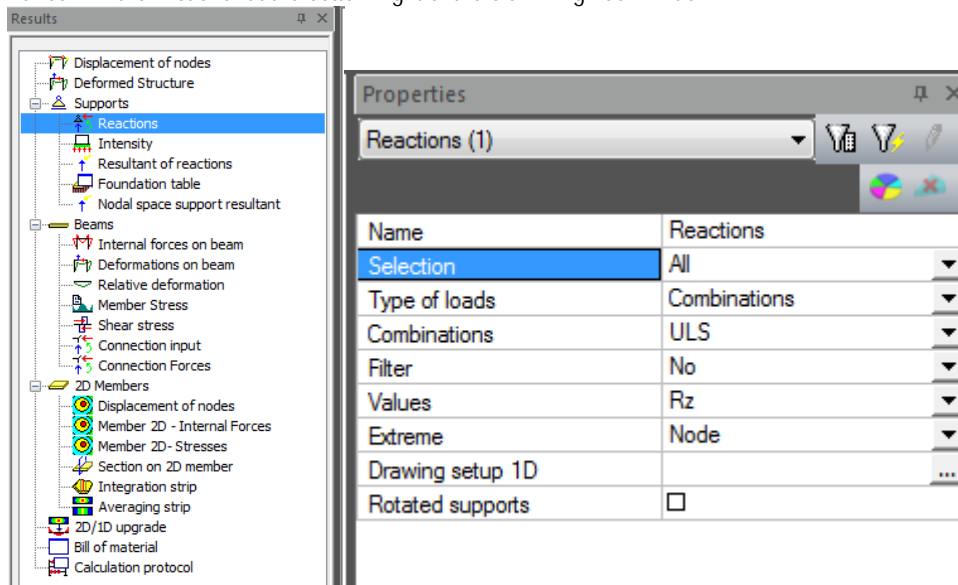 Results
Displacement of nodes
Deformed Structure
Supports
Reactions
Intensity
Resultant of reactions
Foundation table
Nodal space support resultant
Beams
Internal forces on beam
Deformations on beam
Relative deformation
Member Stress
Shear stress
Connection input
Connection Forces
2D Members
Displacement of nodes
Member 2D - Internal Forces
Member 2D- Stresses
Section on 2D member
Integration strip
Averaging strip
2D/1D upgrade
Bill of material
Calculation protocol
Properties
Reactions (1)
Name Reactions
Selection All
Type of loads Combinations
Combinations ULS
Filter No
Values Rz
Extreme Node
Drawing setup 1D ...
Rotated supports